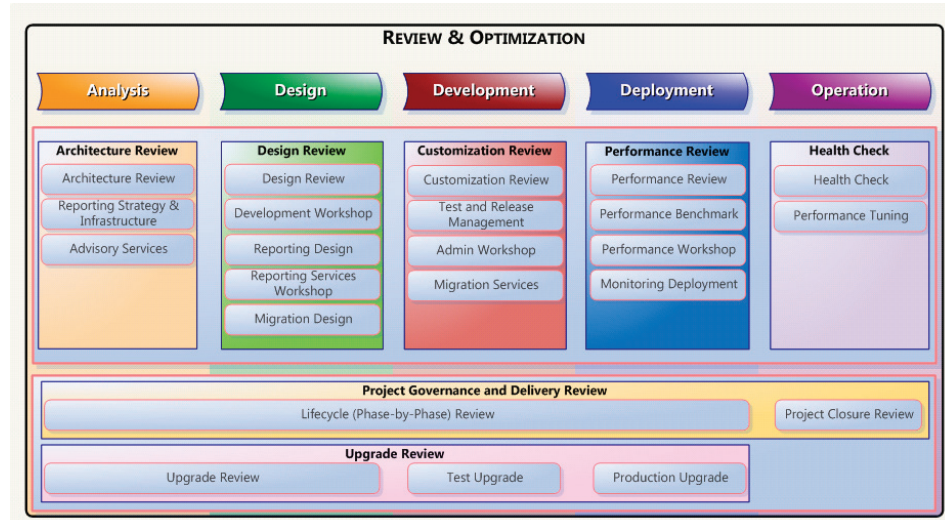 REVIEW & OPTIMIZATION
Analysis
Design
Development
Deployment
Operation
Architecture Review
Architecture Review
Reporting Strategy &
Infrastructure
Advisory Services
Design Review
Design Review
Development Workshop
Reporting Design
Reporting Services
Workshop
Migration Design
Customization Review
Customization Review
Test and Release
Management
Admin Workshop
Migration Services
Performance Review
Performance Review
Performance Benchmark
Performance Workshop
Monitoring Deployment
Health Check
Health Check
Performance Tuning
Project Governance and Delivery Review
Lifecycle (Phase-by-Phase) Review
Project Closure Review
Upgrade Review
Upgrade Review
Test Upgrade
Production Upgrade